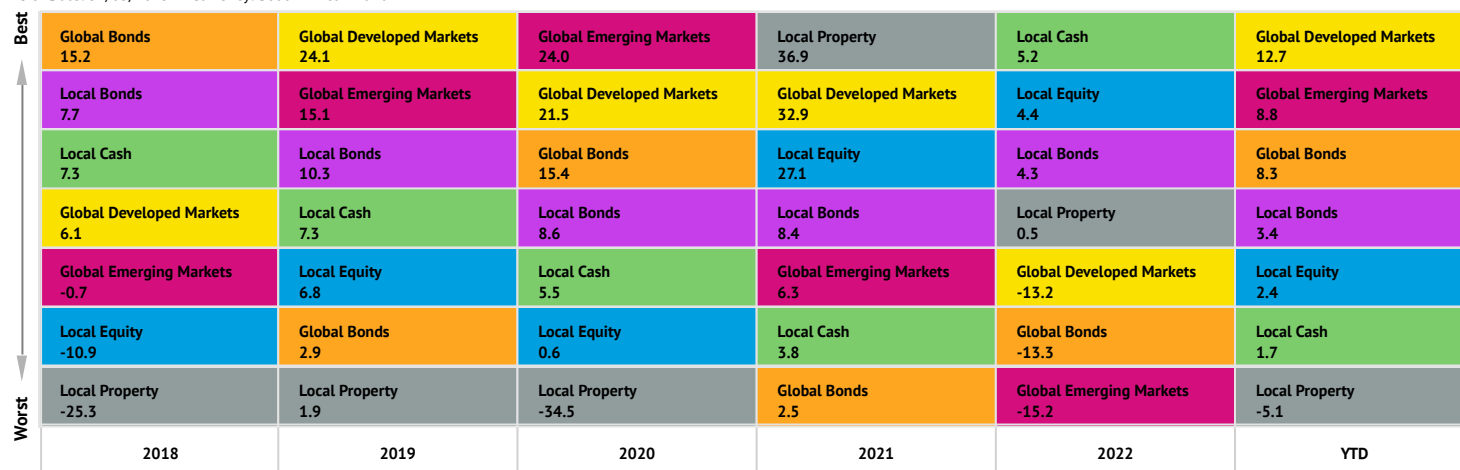 Best
Global Bonds
15.2
Global Developed Markets
24.1
Global Emerging Markets
24.0
Local Property
36.9
Local Cash
5.2
Global Developed Markets
12.7
Local Bonds
7.7
Global Emerging Markets
15.1
Global Developed Markets
21.5
Global Developed Markets
32.9
Local Equity
4.4
Global Emerging Markets
8.8
Local Cash
7.3
Local Bonds
10.3
Global Bonds
15.4
Local Equity
27.1
Local Bonds
4.3
Global Bonds
8.3
Global Developed Markets
6.1
Local Cash
7.3
Local Bonds
8.6
Local Bonds
8.4
Local Property
0.5
Local Bonds
3.4
Global Emerging Markets
-0.7
Local Equity
6.8
Local Cash
5.5
Global Emerging Markets
6.3
Global Developed Markets
-13.2
Local Equity
2.4
Local Equity
-10.9
Global Bonds
2.9
Local Equity
0.6
Local Cash
3.8
Global Bonds
-13.3
Local Cash
1.7
Worst
Local Property
-25.3
Local Property
1.9
Local Property
-34.5
Global Bonds
2.5
Global Emerging Markets
-15.2
Local Property
-5.1
2018
2019
2020
2021
2022
YTD